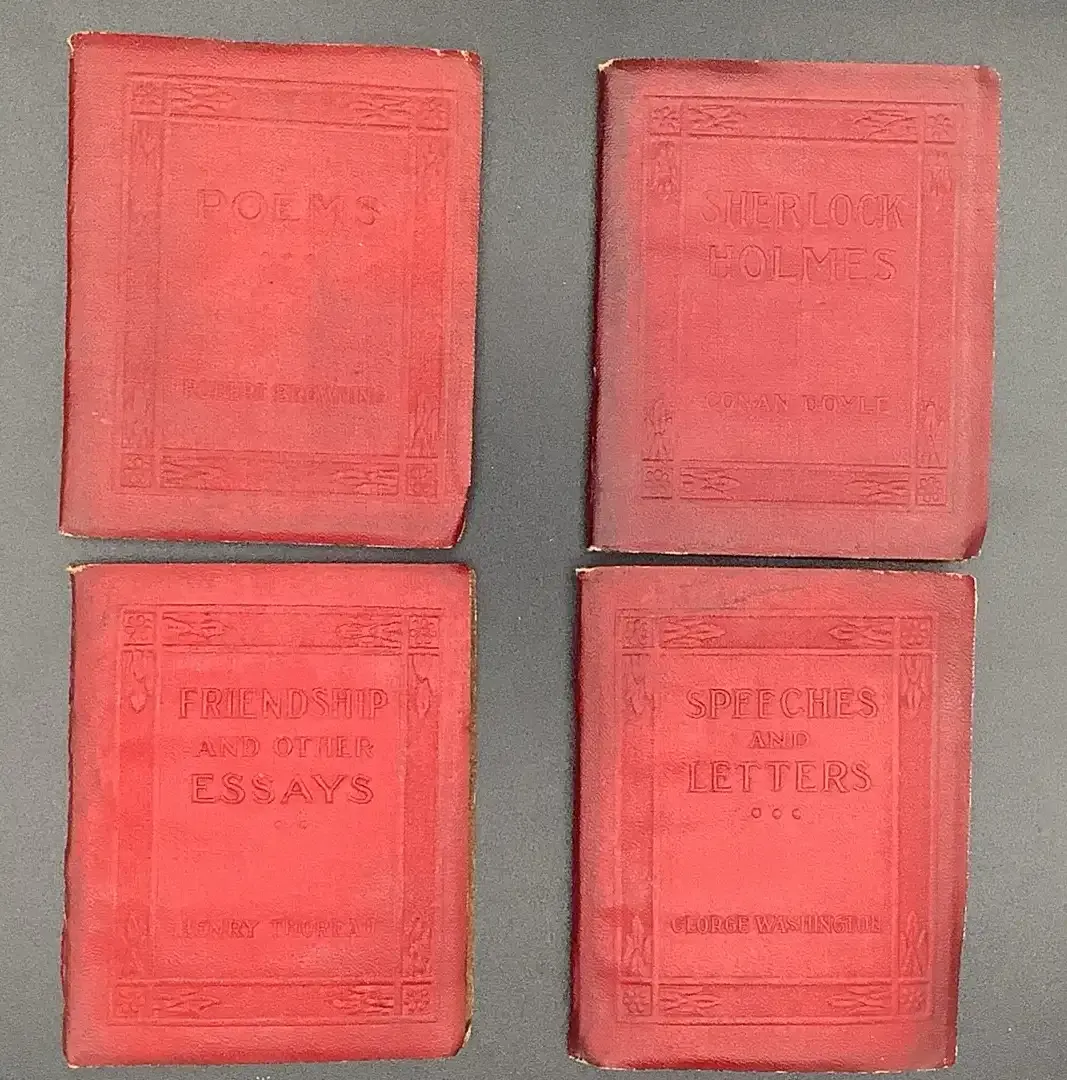 POEMS
ROBERT BROWNING
SHERLOCK
HOLMES
CONAN DOYLE
FRIENDSHIP
AND OTHER
ESSAYS
HENRY THOREAU
SPEECHES
AND
LETTERS
GEORGE WASHINGTON